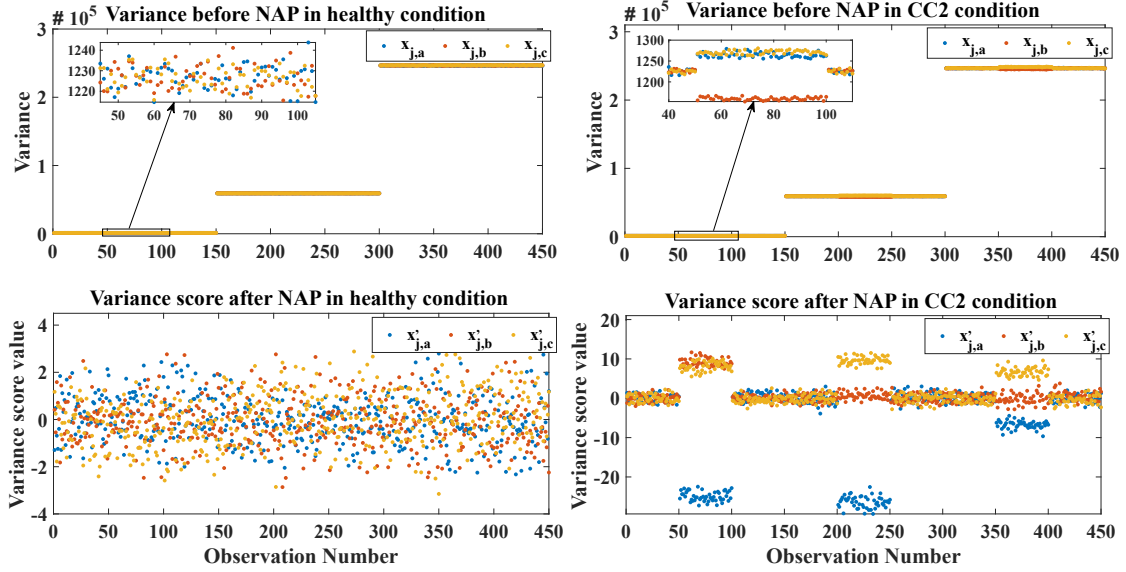 Variance before NAP in healthy condition
# 10^5
3
2
1
0
Variance
x_{j,a} x_{j,b} x_{j,c}
1240
1230
1220
50 60 70 80 90 100
0 50 100 150 200 250 300 350 400 450
Variance before NAP in CC2 condition
# 10^5
3
2
1
0
Variance
x_{j,a} x_{j,b} x_{j,c}
1300
1250
1200
40 60 80 100
0 50 100 150 200 250 300 350 400 450
Variance score after NAP in healthy condition
4
2
0
-2
-4
Variance score value
x'_{j,a} x'_{j,b} x'_{j,c}
0 50 100 150 200 250 300 350 400 450
Observation Number
Variance score after NAP in CC2 condition
20
10
0
-10
-20
Variance score value
x'_{j,a} x'_{j,b} x'_{j,c}
0 50 100 150 200 250 300 350 400 450
Observation Number